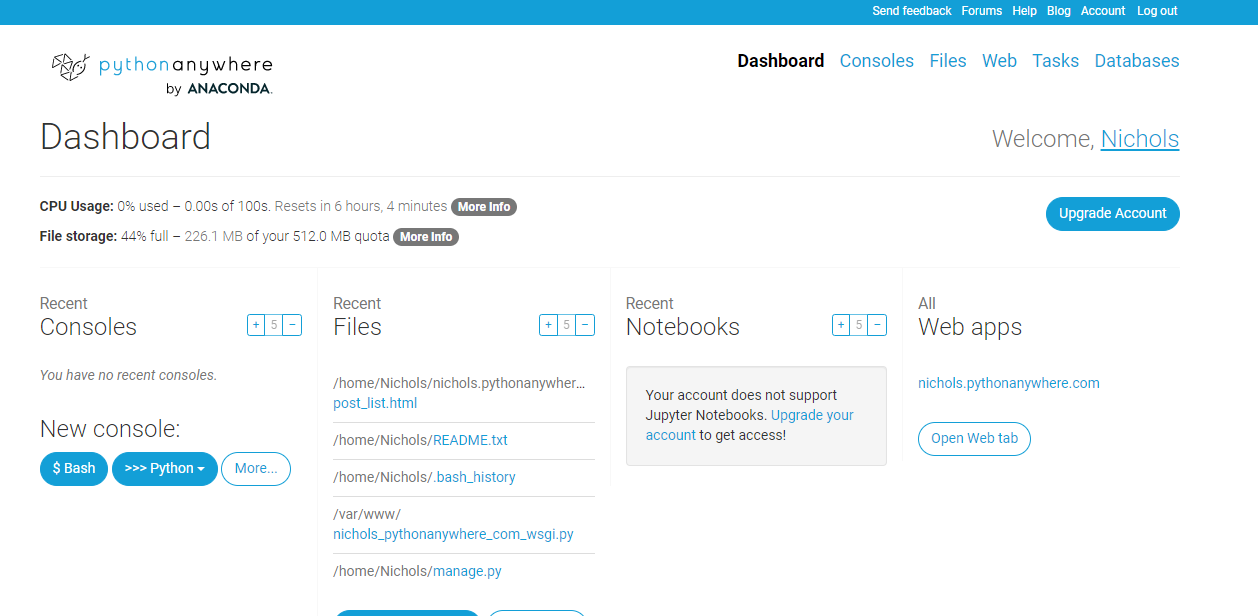 Send feedback Forums Help Blog Account Log out
pythonanywhere
by ANACONDA.
Dashboard Consoles Files Web Tasks Databases
Dashboard
Welcome, Nichols
CPU Usage: 0% used – 0.00s of 100s. Resets in 6 hours, 4 minutes More Info
File storage: 44% full – 226.1 MB of your 512.0 MB quota More Info
Upgrade Account
Recent
Consoles
+ 5 −
You have no recent consoles.
New console:
$ Bash >>> Python More...
Recent
Files
+ 5 −
/home/Nichols/nichols.pythonanywher...
post_list.html
/home/Nichols/README.txt
/home/Nichols/.bash_history
/var/www/
nichols_pythonanywhere_com_wsgi.py
/home/Nichols/manage.py
Recent
Notebooks
+ 5 −
Your account does not support
Jupyter Notebooks. Upgrade your
account to get access!
All
Web apps
nichols.pythonanywhere.com
Open Web tab